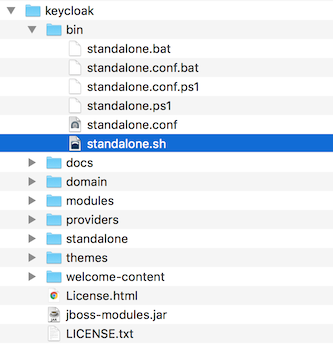 keycloak
bin
standalone.bat
standalone.conf.bat
standalone.conf.ps1
standalone.ps1
standalone.conf
standalone.sh
docs
domain
modules
providers
standalone
themes
welcome-content
License.html
jboss-modules.jar
LICENSE.txt